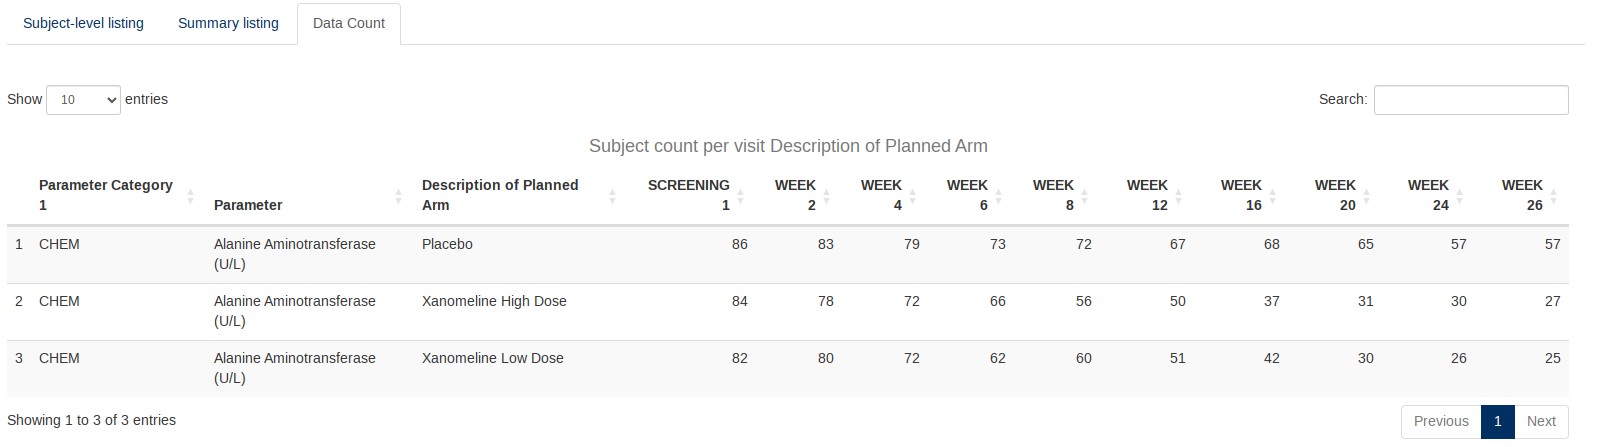 Subject-level listing Summary listing Data Count
Show 10 entries Search:
Subject count per visit Description of Planned Arm
Parameter Category 1 Parameter Description of Planned Arm SCREENING 1 WEEK 2 WEEK 4 WEEK 6 WEEK 8 WEEK 12 WEEK 16 WEEK 20 WEEK 24 WEEK 26
1 CHEM Alanine Aminotransferase (U/L) Placebo 86 83 79 73 72 67 68 65 57 57
2 CHEM Alanine Aminotransferase (U/L) Xanomeline High Dose 84 78 72 66 56 50 37 31 30 27
3 CHEM Alanine Aminotransferase (U/L) Xanomeline Low Dose 82 80 72 62 60 51 42 30 26 25
Showing 1 to 3 of 3 entries Previous 1 Next